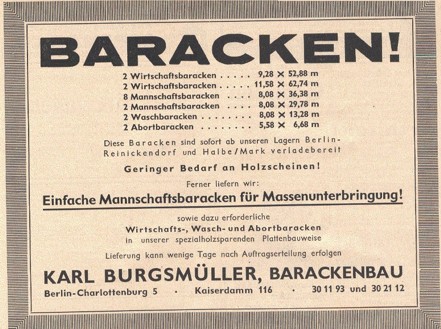 BARACKEN!
2 Wirtschaftsbaracken ..... 9,28 × 52,88 m
2 Wirtschaftsbaracken ..... 11,58 × 62,74 m
8 Mannschaftsbaracken .... 8,08 × 36,38 m
2 Mannschaftsbaracken .... 8,08 × 29,78 m
2 Waschbaracken ....... 8,08 × 13,28 m
2 Abortbaracken ........ 5,58 × 6,68 m
Diese Baracken sind sofort ab unseren Lagern Berlin-
Reinickendorf und Halbe/Mark verladebereit
Geringer Bedarf an Holzscheinen!
Ferner liefern wir:
Einfache Mannschaftsbaracken für Massenunterbringung!
sowie dazu erforderliche
Wirtschafts-, Wasch- und Abortbaracken
in unserer spezialholzsparenden Plattenbauweise
Lieferung kann wenige Tage nach Auftragserteilung erfolgen
KARL BURGSMÜLLER, BARACKENBAU
Berlin-Charlottenburg 5 • Kaiserdamm 116 • 30 11 93 und 30 21 12